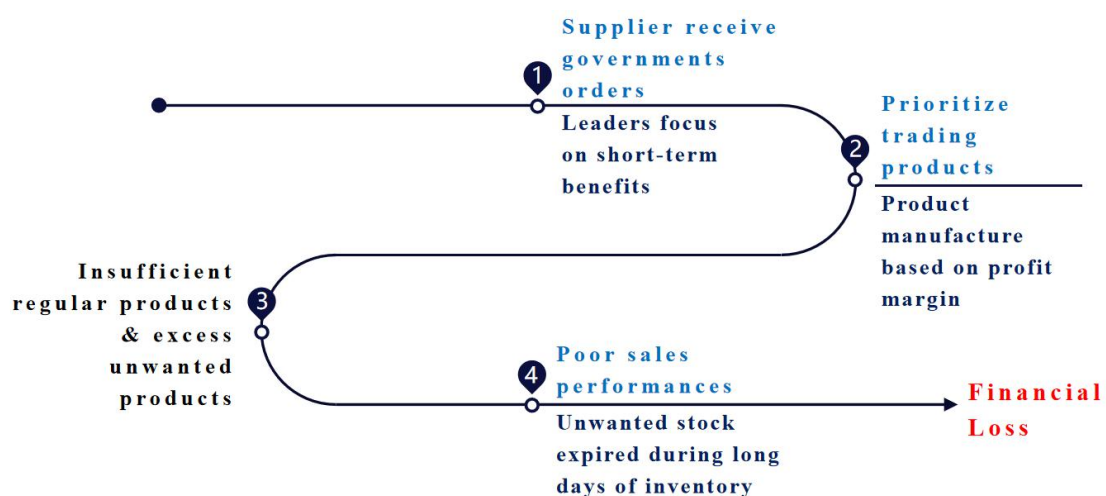 1
Supplier receive
governments
orders
Leaders focus
on short-term
benefits
2
Prioritize
trading
products
Product
manufacture
based on profit
margin
3
Insufficient
regular products
& excess
unwanted
products
4
Poor sales
performances
Unwanted stock
expired during long
days of inventory
Financial
Loss